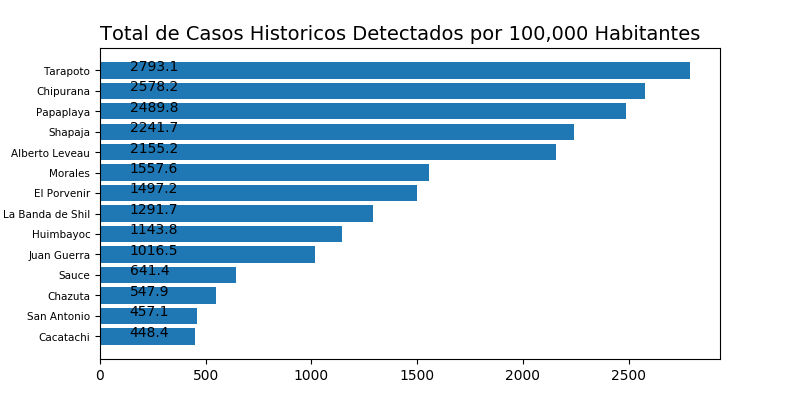 Total de Casos Historicos Detectados por 100,000 Habitantes
Tarapoto 2793.1
Chipurana 2578.2
Papaplaya 2489.8
Shapaja 2241.7
Alberto Leveau 2155.2
Morales 1557.6
El Porvenir 1497.2
La Banda de Shil 1291.7
Huimbayoc 1143.8
Juan Guerra 1016.5
Sauce 641.4
Chazuta 547.9
San Antonio 457.1
Cacatachi 448.4
0 500 1000 1500 2000 2500